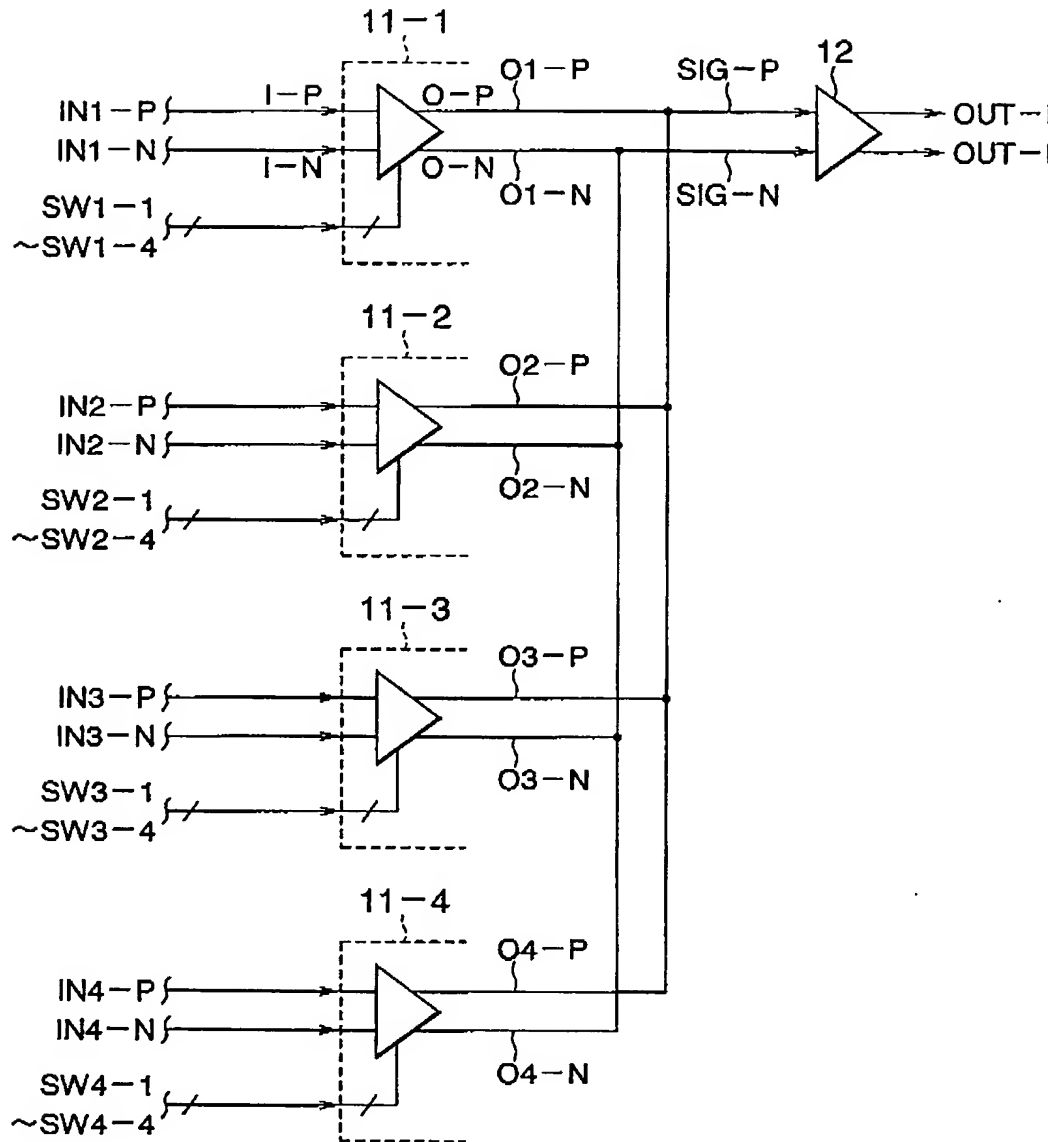 11-1
O1-P
SIG-P
12
IN1-P
I-P
O-P
OUT-
IN1-N
I-N
O-N
OUT-
O1-N
SIG-N
SW1-1
~SW1-4
11-2
O2-P
IN2-P
IN2-N
O2-N
SW2-1
~SW2-4
11-3
O3-P
IN3-P
IN3-N
O3-N
SW3-1
~SW3-4
11-4
O4-P
IN4-P
IN4-N
O4-N
SW4-1
~SW4-4